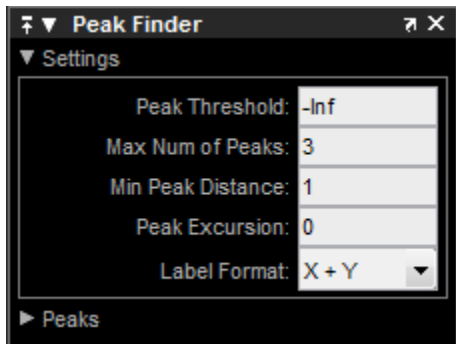 Peak Finder
Settings
Peak Threshold: -Inf
Max Num of Peaks: 3
Min Peak Distance: 1
Peak Excursion: 0
Label Format: X + Y
Peaks